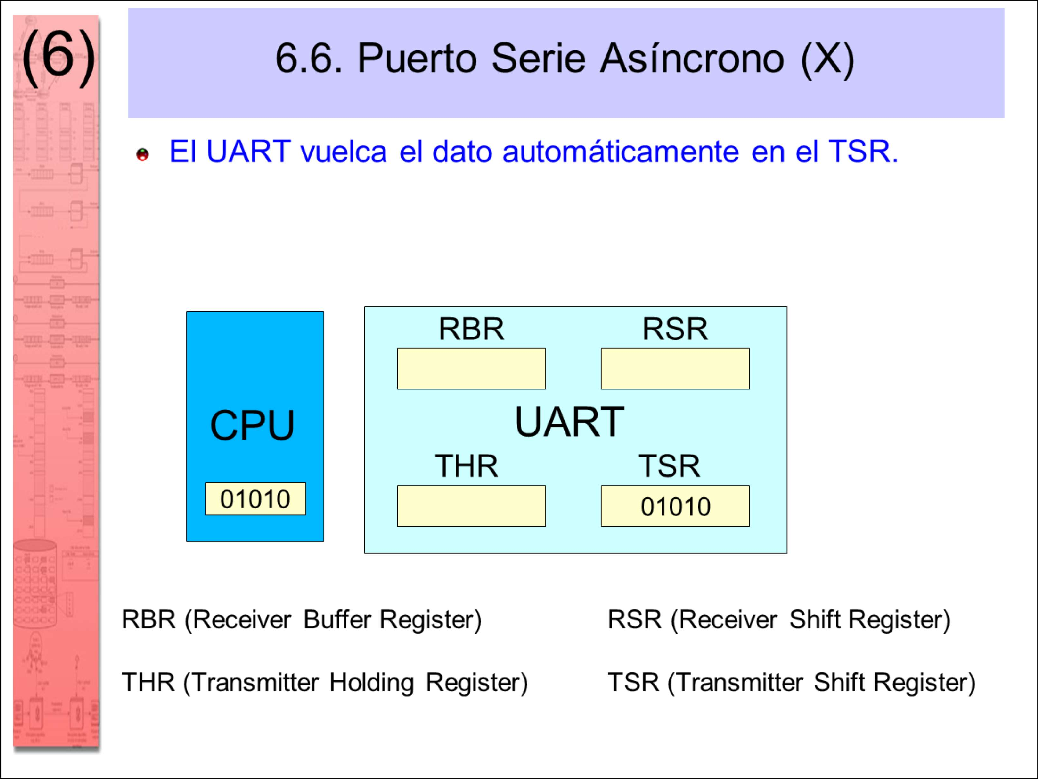 (6)
6.6. Puerto Serie Asíncrono (X)
El UART vuelca el dato automáticamente en el TSR.
RBR RSR
CPU
UART
THR TSR
01010
01010
RBR (Receiver Buffer Register)
RSR (Receiver Shift Register)
THR (Transmitter Holding Register)
TSR (Transmitter Shift Register)